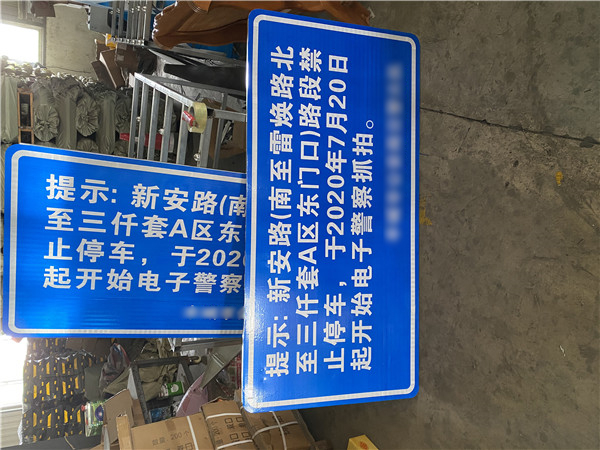 提示: 新安路(南至雷焕路北
至三仟套A区东门口)路段禁
止停车，于2020年7月20日
起开始电子警察抓拍。
提示: 新安路(南
至三仟套A区东
止停车，于2020
起开始电子警察